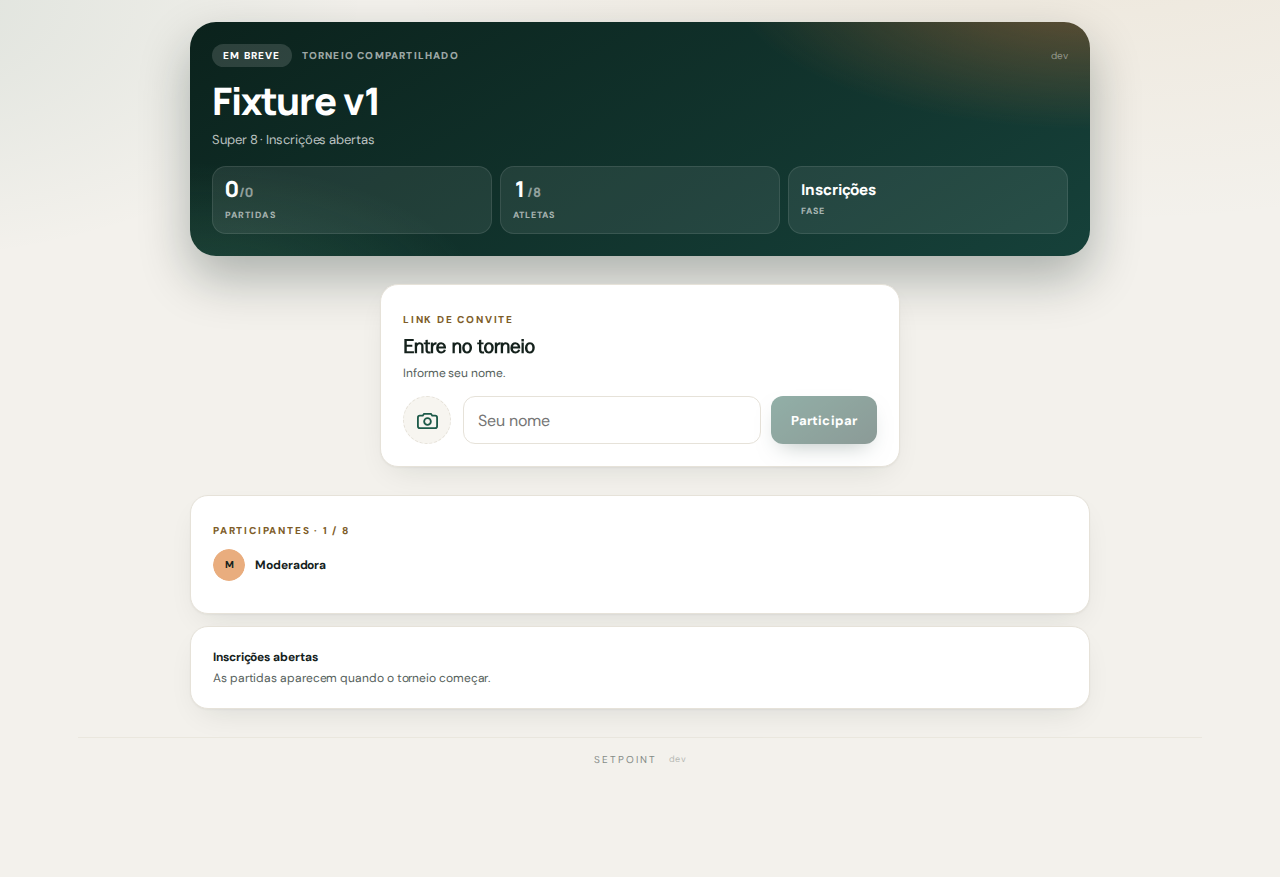 EM BREVE TORNEIO COMPARTILHADO dev
Fixture v1
Super 8 · Inscrições abertas
0/0 1/8 Inscrições
PARTIDAS ATLETAS FASE
LINK DE CONVITE
Entre no torneio
Informe seu nome.
Seu nome Participar
PARTICIPANTES · 1 / 8
M Moderadora
Inscrições abertas
As partidas aparecem quando o torneio começar.
SETPOINT dev